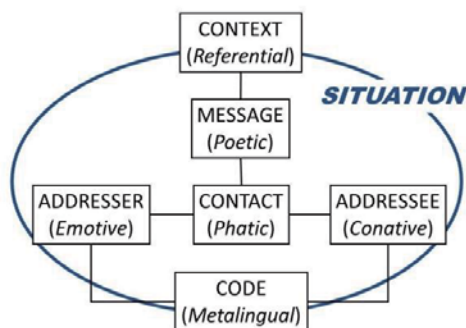 CONTEXT
(Referential)
SITUATION
MESSAGE
(Poetic)
ADDRESSER
(Emotive)
CONTACT
(Phatic)
ADDRESSEE
(Conative)
CODE
(Metalingual)